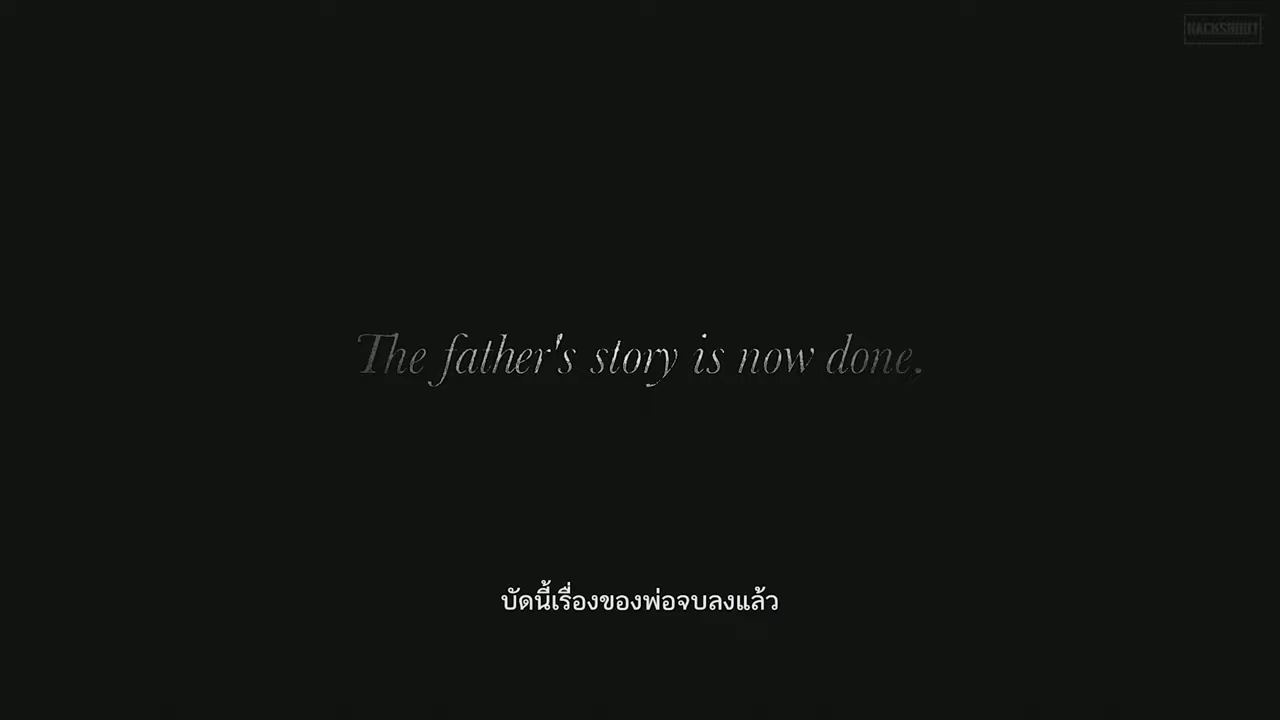 The father's story is now done.
บัดนี้เรื่องของพ่อจบลงแล้ว